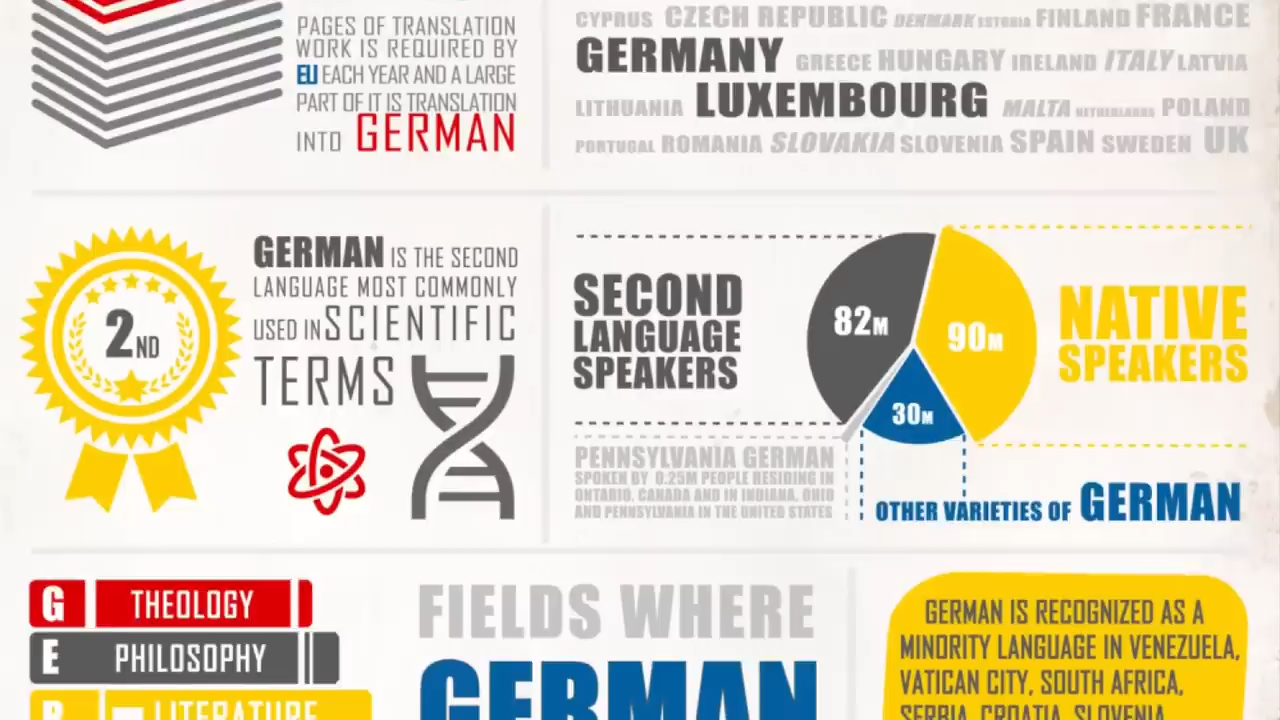 PAGES OF TRANSLATION
WORK IS REQUIRED BY
EU EACH YEAR AND A LARGE
PART OF IT IS TRANSLATION
INTO GERMAN
CYPRUS CZECH REPUBLIC DENMARK ESTONIA FINLAND FRANCE
GERMANY GREECE HUNGARY IRELAND ITALY LATVIA
LITHUANIA LUXEMBOURG MALTA NETHERLANDS POLAND
PORTUGAL ROMANIA SLOVAKIA SLOVENIA SPAIN SWEDEN UK
2ND
GERMAN IS THE SECOND
LANGUAGE MOST COMMONLY
USED IN SCIENTIFIC
TERMS
SECOND
LANGUAGE
SPEAKERS
82M
90M
30M
NATIVE
SPEAKERS
PENNSYLVANIA GERMAN
SPOKEN BY 0.25M PEOPLE RESIDING IN
ONTARIO, CANADA AND IN INDIANA, OHIO
AND PENNSYLVANIA IN THE UNITED STATES
OTHER VARIETIES OF GERMAN
G THEOLOGY
E PHILOSOPHY
R LITERATURE
FIELDS WHERE
GERMAN
GERMAN IS RECOGNIZED AS A
MINORITY LANGUAGE IN VENEZUELA,
VATICAN CITY, SOUTH AFRICA,
SERBIA, CROATIA, SLOVENIA